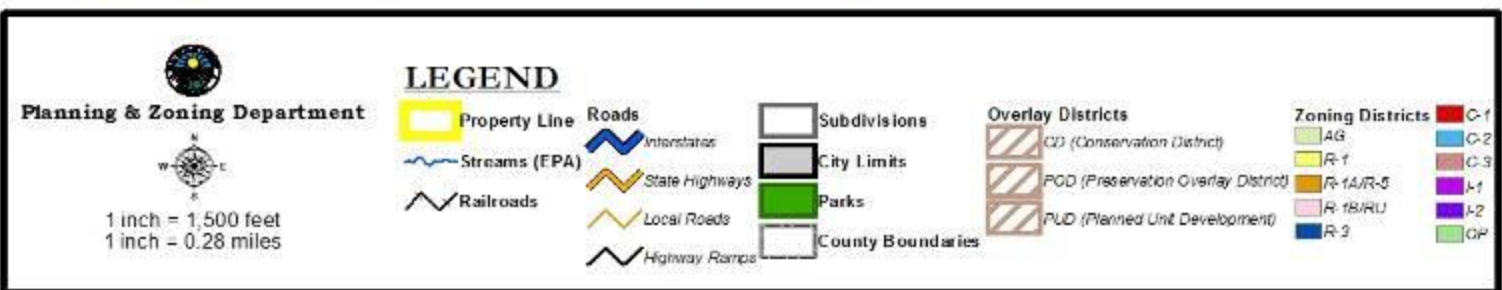 Planning & Zoning Department
N
W
E
S
1 inch = 1,500 feet
1 inch = 0.28 miles
LEGEND
Property Line
Streams (EPA)
Railroads
Roads
Interstates
State Highways
Local Roads
Highway Ramps
Subdivisions
City Limits
Parks
County Boundaries
Overlay Districts
CD (Conservation District)
POD (Preservation Overlay District)
PUD (Planned Unit Development)
Zoning Districts
AG
R-1
R-1A/R-5
R-1B/RU
R-3
C-1
C-2
C-3
I-1
I-2
OP